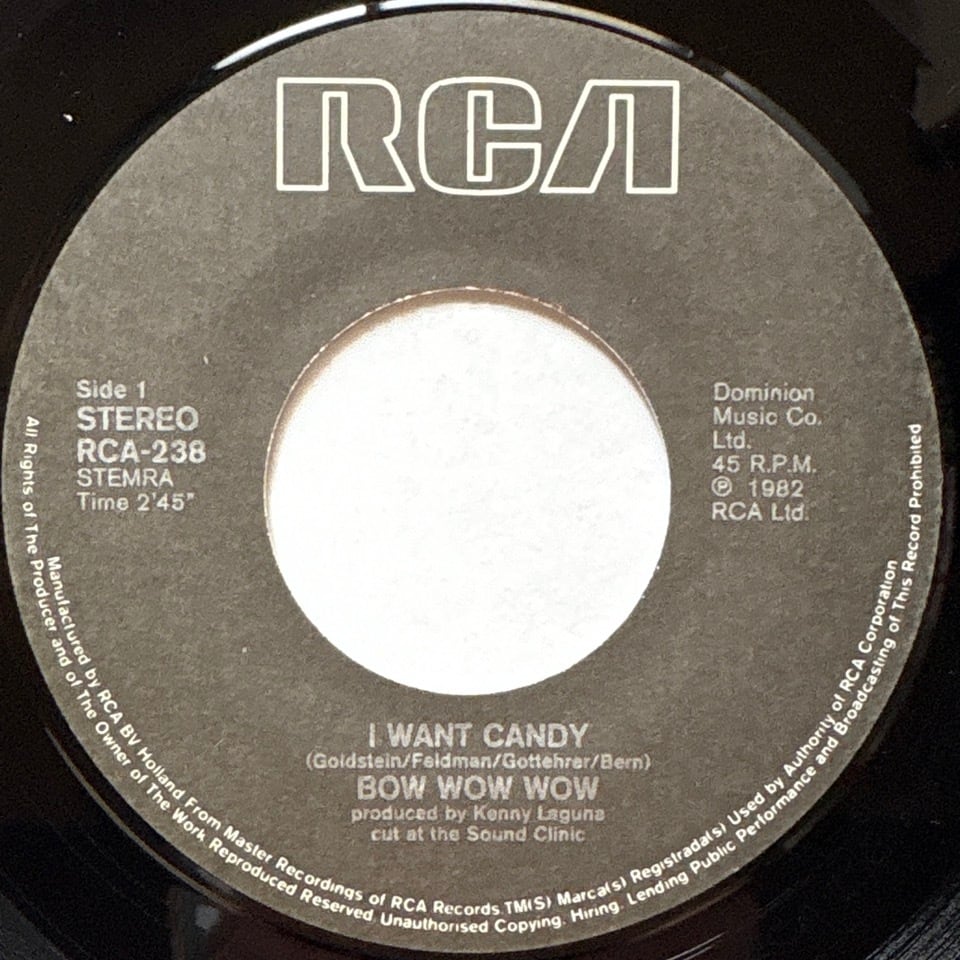 RCA
Side 1
STEREO
RCA-238
STEMRA
Time 2'45"
Dominion
Music Co.
Ltd.
45 R.P.M.
℗ 1982
RCA Ltd.
I WANT CANDY
(Goldstein/Feldman/Gottehrer/Bern)
BOW WOW WOW
produced by Kenny Laguna
cut at the Sound Clinic
All Rights of The Producer and of The Owner of The Work Reproduced Reserved. Unauthorised Copying, Hiring, Lending Public Performance and Broadcasting of This Record Prohibited
Manufactured by RCA BV Holland From Master Recordings of RCA Records.TM(S) Marca(s) Registrada(s) Used by Authority of RCA Corporation